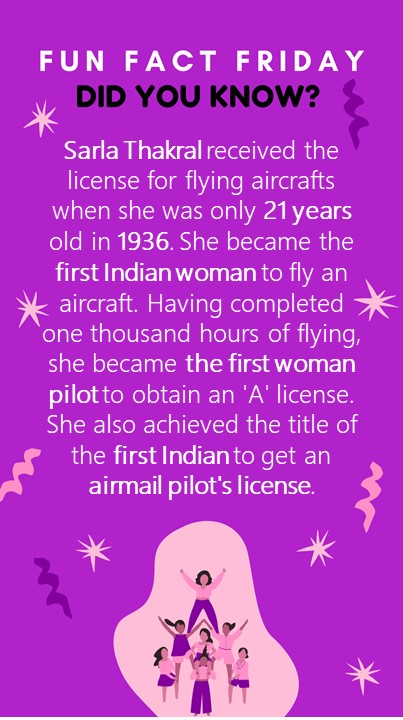 FUN FACT FRIDAY
DID YOU KNOW?
Sarla Thakral received the
license for flying aircrafts
when she was only 21 years
old in 1936. She became the
first Indian woman to fly an
aircraft. Having completed
one thousand hours of flying,
she became the first woman
pilot to obtain an 'A' license.
She also achieved the title of
the first Indian to get an
airmail pilot's license.